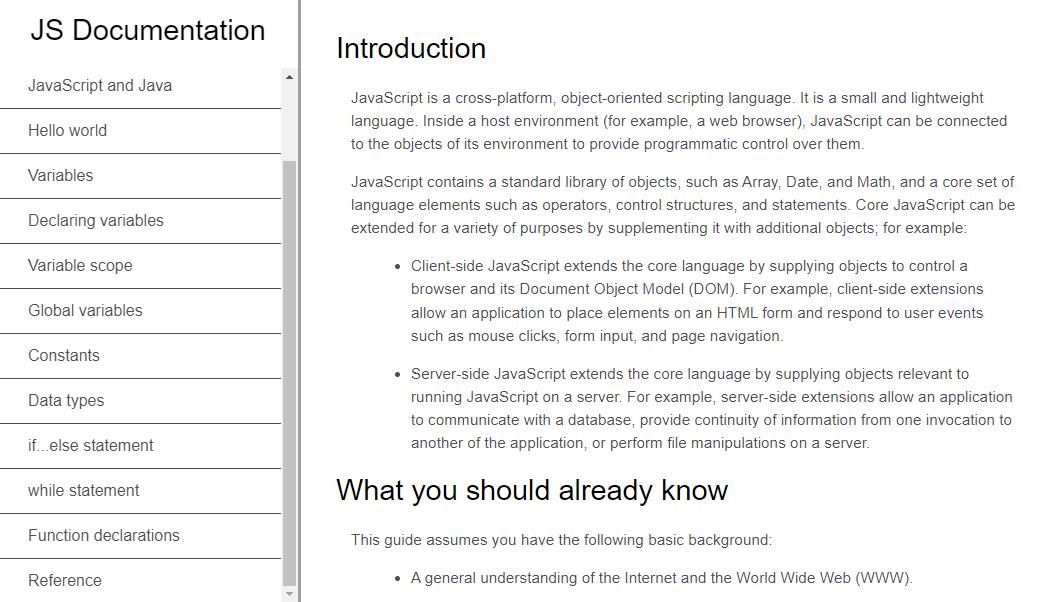 JS Documentation
JavaScript and Java
Hello world
Variables
Declaring variables
Variable scope
Global variables
Constants
Data types
if...else statement
while statement
Function declarations
Reference
Introduction
JavaScript is a cross-platform, object-oriented scripting language. It is a small and lightweight
language. Inside a host environment (for example, a web browser), JavaScript can be connected
to the objects of its environment to provide programmatic control over them.
JavaScript contains a standard library of objects, such as Array, Date, and Math, and a core set of
language elements such as operators, control structures, and statements. Core JavaScript can be
extended for a variety of purposes by supplementing it with additional objects; for example:
• Client-side JavaScript extends the core language by supplying objects to control a
browser and its Document Object Model (DOM). For example, client-side extensions
allow an application to place elements on an HTML form and respond to user events
such as mouse clicks, form input, and page navigation.
• Server-side JavaScript extends the core language by supplying objects relevant to
running JavaScript on a server. For example, server-side extensions allow an application
to communicate with a database, provide continuity of information from one invocation to
another of the application, or perform file manipulations on a server.
What you should already know
This guide assumes you have the following basic background:
• A general understanding of the Internet and the World Wide Web (WWW).